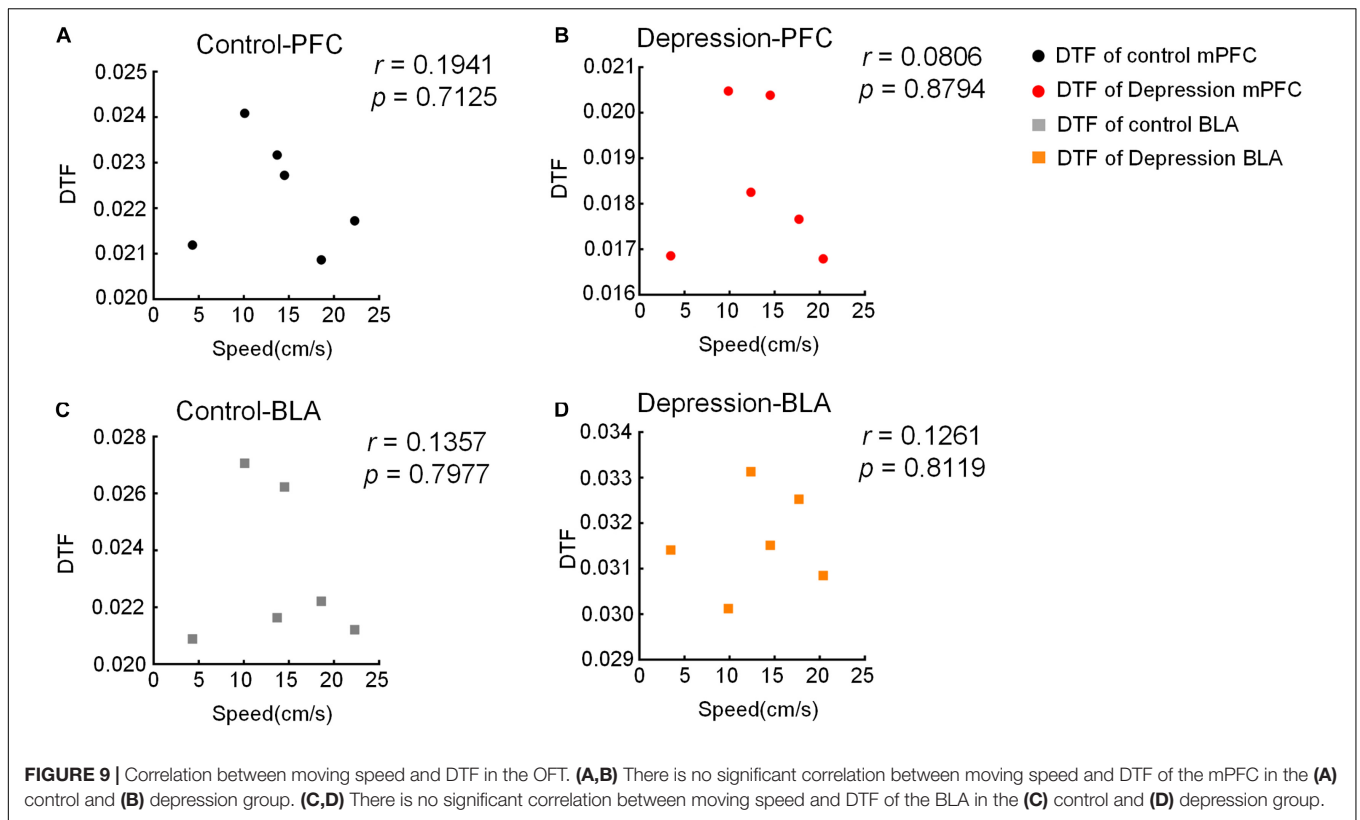 A
Control-PFC
r = 0.1941
p = 0.7125
0.025
0.024
0.023
0.022
0.021
0.020
DTF
0 5 10 15 20 25
Speed(cm/s)
B
Depression-PFC
r = 0.0806
p = 0.8794
0.021
0.020
0.019
0.018
0.017
0.016
DTF
0 5 10 15 20 25
Speed(cm/s)
DTF of control mPFC
DTF of Depression mPFC
DTF of control BLA
DTF of Depression BLA
C
Control-BLA
r = 0.1357
p = 0.7977
0.028
0.026
0.024
0.022
0.020
DTF
0 5 10 15 20 25
Speed(cm/s)
D
Depression-BLA
r = 0.1261
p = 0.8119
0.034
0.033
0.032
0.031
0.030
0.029
DTF
0 5 10 15 20 25
Speed(cm/s)
FIGURE 9 | Correlation between moving speed and DTF in the OFT. (A,B) There is no significant correlation between moving speed and DTF of the mPFC in the (A)
control and (B) depression group. (C,D) There is no significant correlation between moving speed and DTF of the BLA in the (C) control and (D) depression group.